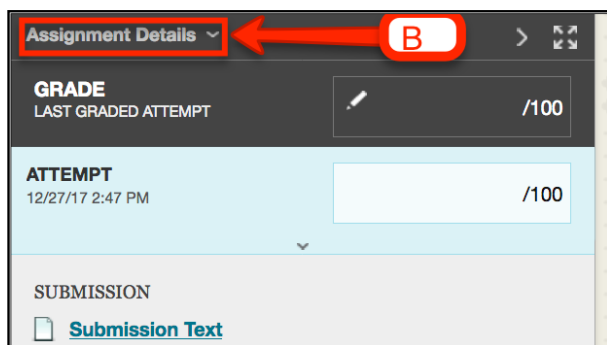 Assignment Details
B
GRADE
LAST GRADED ATTEMPT
/100
ATTEMPT
12/27/17 2:47 PM
/100
SUBMISSION
Submission Text